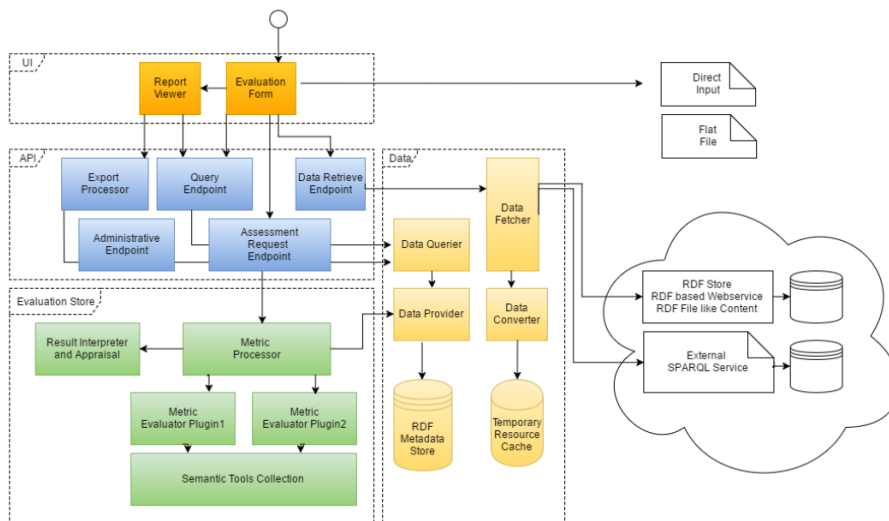 UI
Report
Viewer
Evaluation
Form
Direct
Input
Flat
File
API
Export
Processor
Query
Endpoint
Data Retrieve
Endpoint
Administrative
Endpoint
Assessment
Request
Endpoint
Data
Data
Fetcher
Data Querier
Data Provider
Data
Converter
RDF
Metadata
Store
Temporary
Resource
Cache
RDF Store
RDF based Webservice
RDF File like Content
External
SPARQL Service
Evaluation Store
Result Interpreter
and Appraisal
Metric
Processor
Metric
Evaluator Plugin1
Metric
Evaluator Plugin2
Semantic Tools Collection